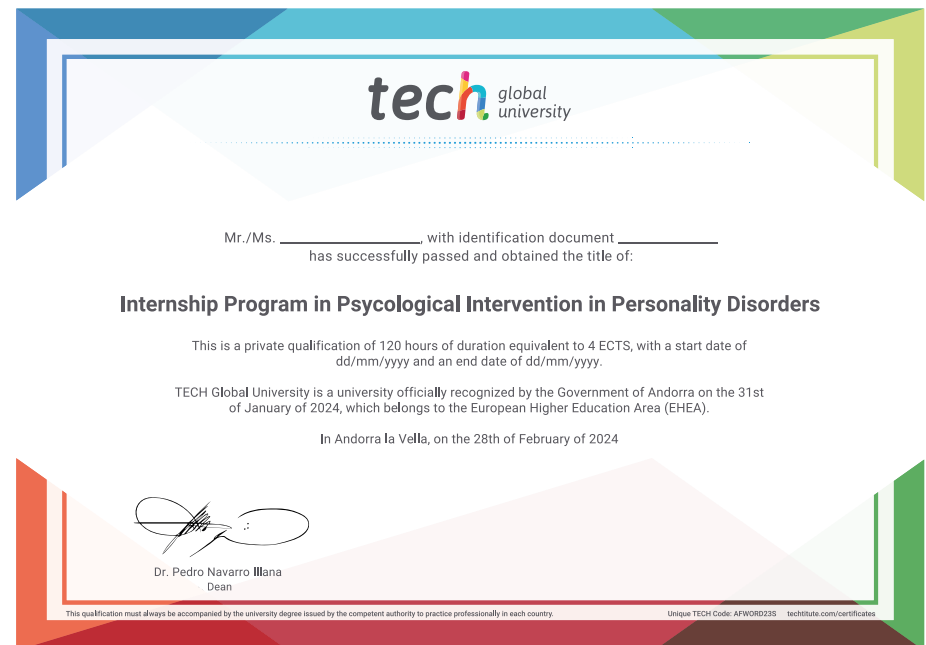 tech global university
Mr./Ms. ____________, with identification document ____________
has successfully passed and obtained the title of:
Internship Program in Psycological Intervention in Personality Disorders
This is a private qualification of 120 hours of duration equivalent to 4 ECTS, with a start date of
dd/mm/yyyy and an end date of dd/mm/yyyy.
TECH Global University is a university officially recognized by the Government of Andorra on the 31st
of January of 2024, which belongs to the European Higher Education Area (EHEA).
In Andorra la Vella, on the 28th of February of 2024
Dr. Pedro Navarro Illana
Dean
This qualification must always be accompanied by the university degree issued by the competent authority to practice professionally in each country. Unique TECH Code: AFWORD23S techtitute.com/certificates